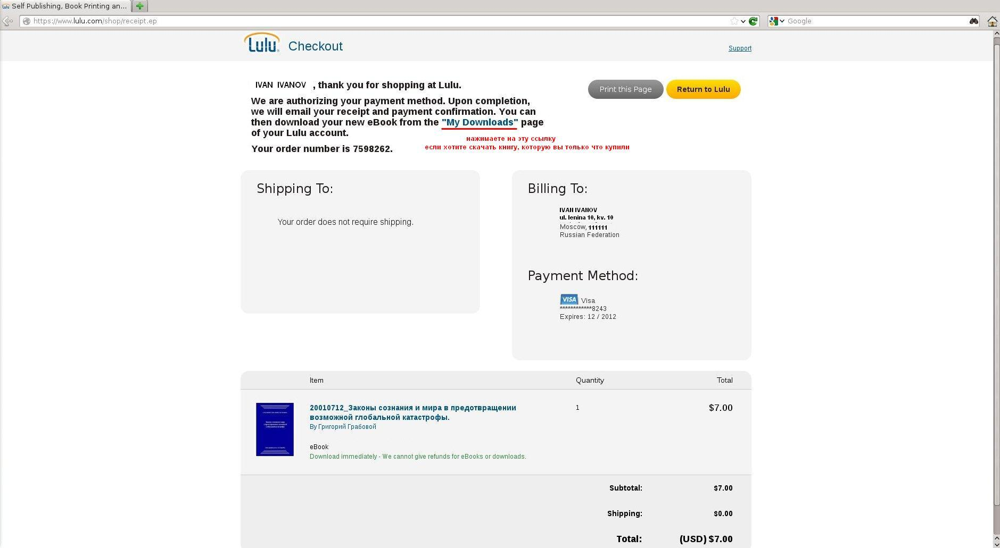 Self Publishing, Book Printing an...
https://www.lulu.com/shop/receipt.ep
Google
Lulu Checkout
Support
IVAN IVANOV , thank you for shopping at Lulu.
Print this Page
Return to Lulu
We are authorizing your payment method. Upon completion,
we will email your receipt and payment confirmation. You can
then download your new eBook from the "My Downloads" page
of your Lulu account.
нажимаете на эту ссылку
если хотите скачать книгу, которую вы только что купили
Your order number is 7598262.
Shipping To:
Your order does not require shipping.
Billing To:
IVAN IVANOV
ul. lenina 10, kv. 10
Moscow, 111111
Russian Federation
Payment Method:
VISA Visa
************8243
Expires: 12 / 2012
Item Quantity Total
20010712_Законы сознания и мира в предотвращении
возможной глобальной катастрофы.
By Григорий Грабовой
1
$7.00
eBook
Download immediately - We cannot give refunds for eBooks or downloads.
Subtotal: $7.00
Shipping: $0.00
Total: (USD) $7.00